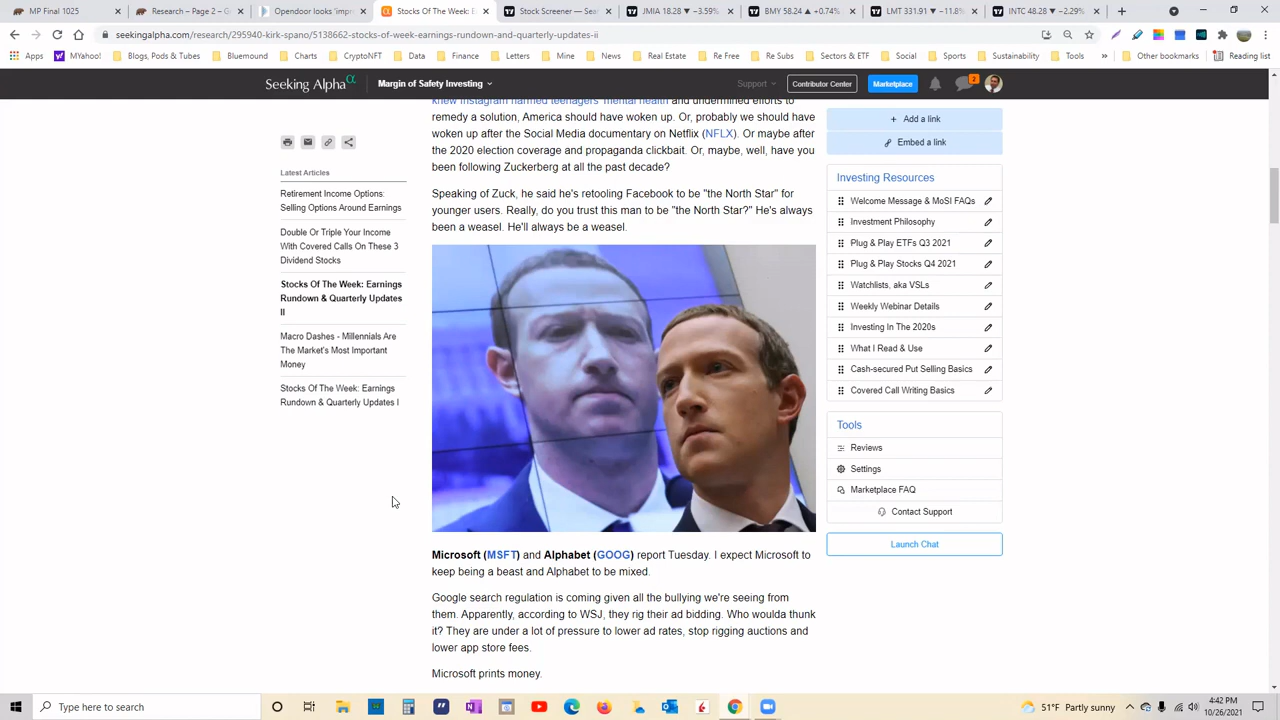 MP Final 1025
Research – Page 2 – G
Opendoor looks impr
Stocks Of The Week: E
Stock Screener — Sea
JMIA 18.28 ▼ −3.59%
BMY 58.24 ▲ +0.74%
LMT 331.91 ▼ −11.8%
INTC 48.28 ▼ −2.29
seekingalpha.com/research/295940-kirk-spano/5138662-stocks-of-week-earnings-rundown-and-quarterly-updates-ii
Apps
MYahoo!
Blogs, Pods & Tubes
Bluemound
Charts
CryptoNFT
Data
Finance
Letters
Mine
News
Real Estate
Re Free
Re Subs
Sectors & ETF
Social
Sports
Sustainability
Tools
»
Other bookmarks
Reading list
Seeking Alpha α
Margin of Safety Investing
Support
Contributor Center
Marketplace
2
Latest Articles
Retirement Income Options:
Selling Options Around Earnings
Double Or Triple Your Income
With Covered Calls On These 3
Dividend Stocks
Stocks Of The Week: Earnings
Rundown & Quarterly Updates
II
Macro Dashes - Millennials Are
The Market's Most Important
Money
Stocks Of The Week: Earnings
Rundown & Quarterly Updates I
knew Instagram harmed teenagers' mental health and undermined efforts to
remedy a solution, America should have woken up. Or, probably we should have
woken up after the Social Media documentary on Netflix (NFLX). Or maybe after
the 2020 election coverage and propaganda clickbait. Or, maybe, well, have you
been following Zuckerberg at all the past decade?
Speaking of Zuck, he said he's retooling Facebook to be "the North Star" for
younger users. Really, do you trust this man to be "the North Star?" He's always
been a weasel. He'll always be a weasel.
Microsoft (MSFT) and Alphabet (GOOG) report Tuesday. I expect Microsoft to
keep being a beast and Alphabet to be mixed.
Google search regulation is coming given all the bullying we're seeing from
them. Apparently, according to WSJ, they rig their ad bidding. Who woulda thunk
it? They are under a lot of pressure to lower ad rates, stop rigging auctions and
lower app store fees.
Microsoft prints money.
+ Add a link
Embed a link
Investing Resources
Welcome Message & MoSI FAQs
Investment Philosophy
Plug & Play ETFs Q3 2021
Plug & Play Stocks Q4 2021
Watchlists, aka VSLs
Weekly Webinar Details
Investing In The 2020s
What I Read & Use
Cash-secured Put Selling Basics
Covered Call Writing Basics
Tools
Reviews
Settings
Marketplace FAQ
Contact Support
Launch Chat
Type here to search
51°F Partly sunny
4:42 PM
10/26/2021